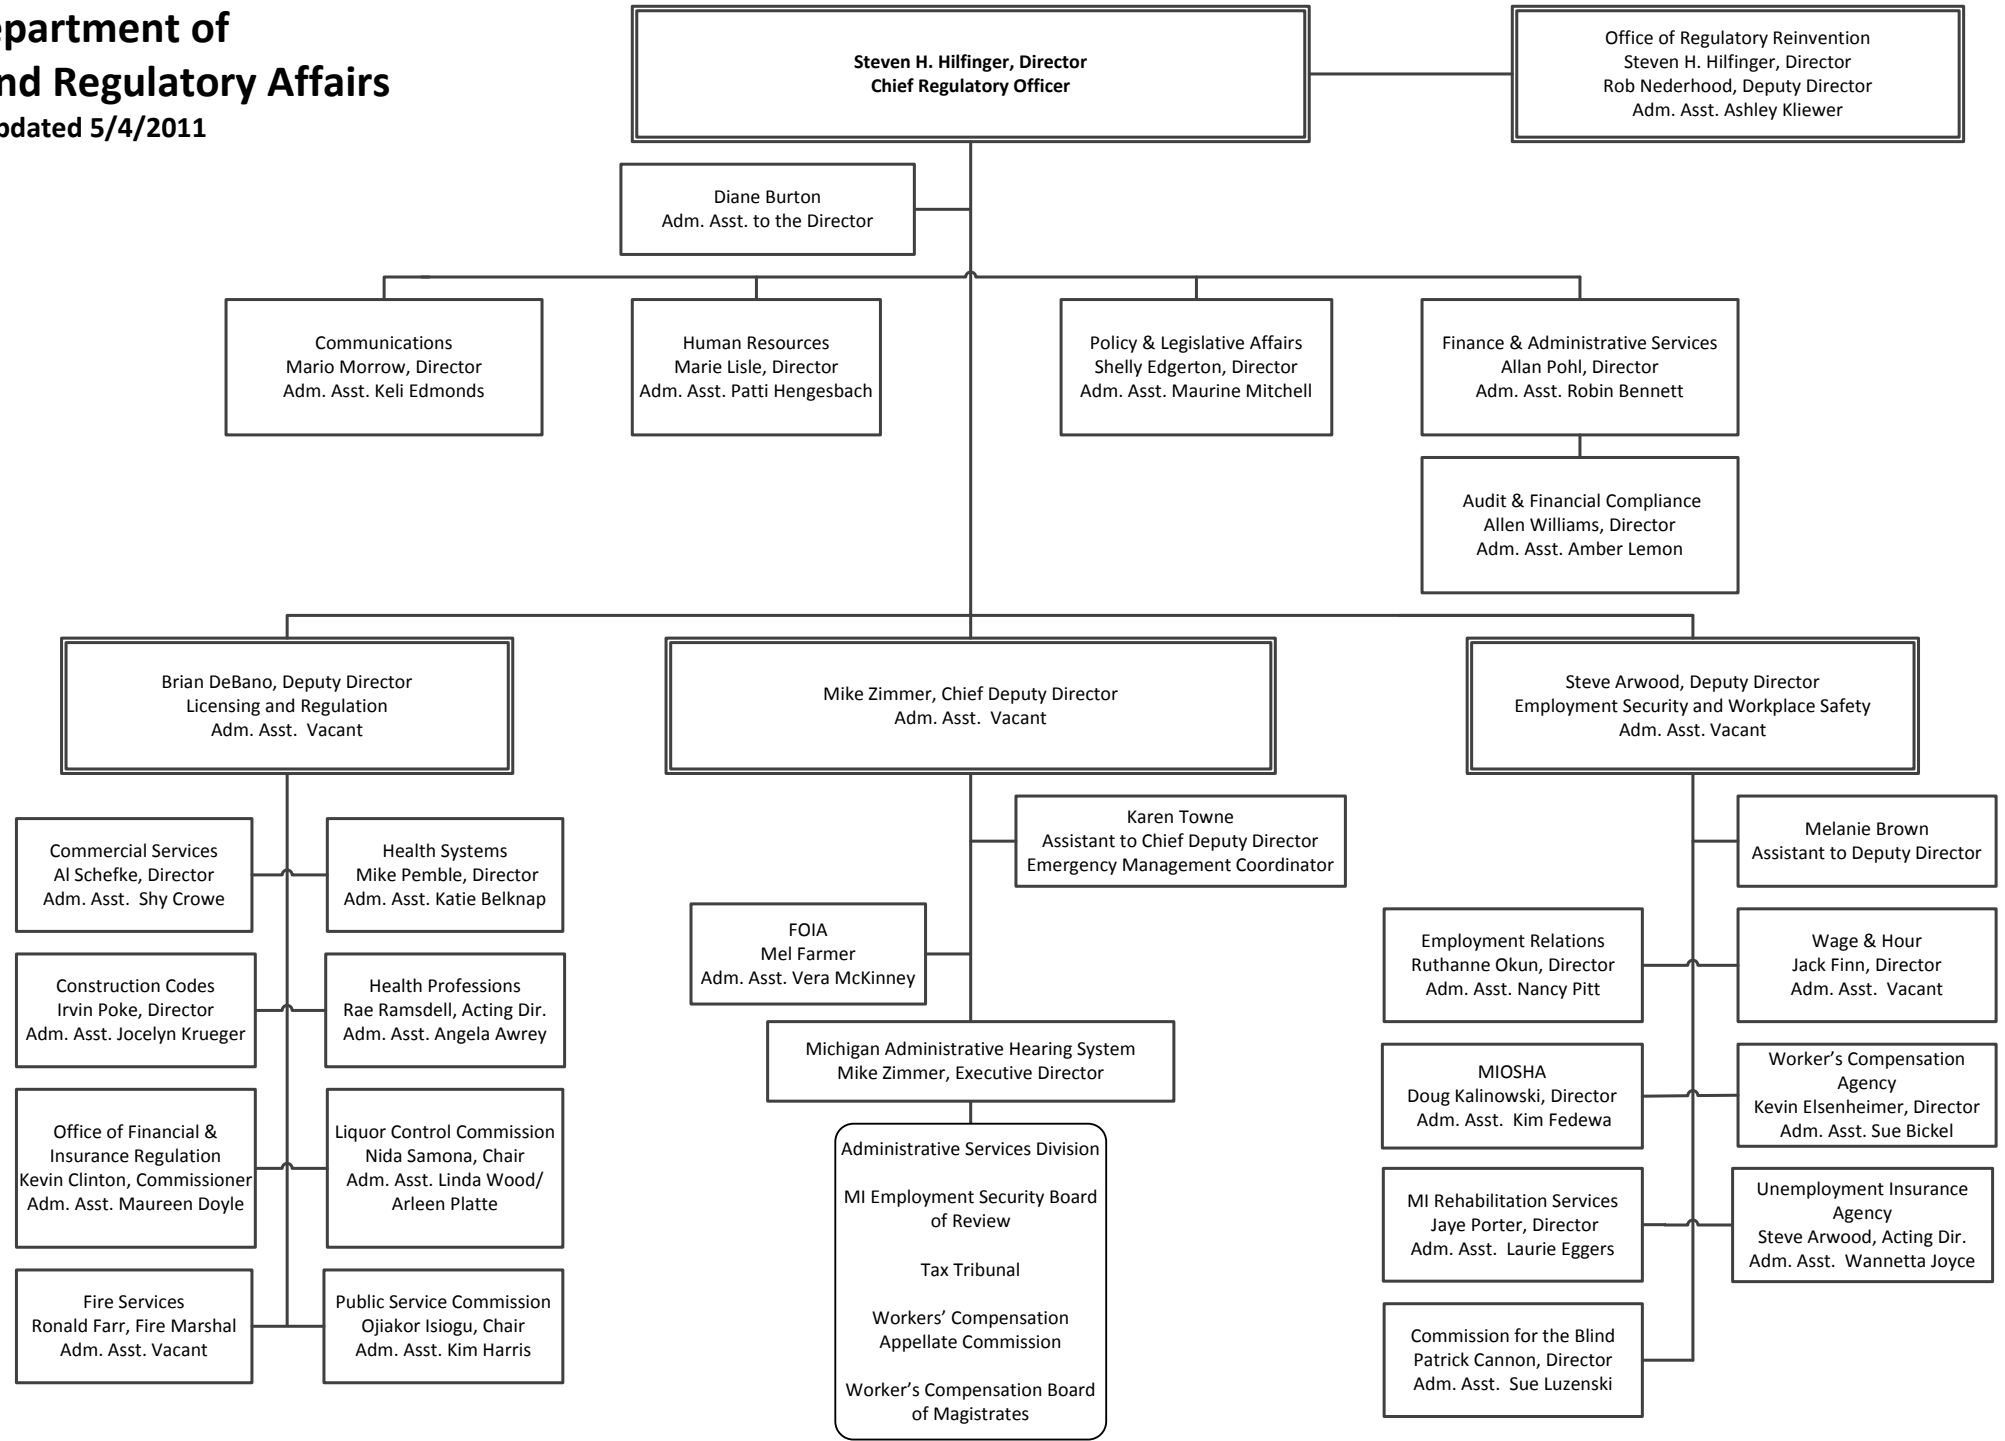 epartment of
nd Regulatory Affairs
pdated 5/4/2011
Steven H. Hilfinger, Director
Chief Regulatory Officer
Office of Regulatory Reinvention
Steven H. Hilfinger, Director
Rob Nederhood, Deputy Director
Adm. Asst. Ashley Kliewer
Diane Burton
Adm. Asst. to the Director
Communications
Mario Morrow, Director
Adm. Asst. Keli Edmonds
Human Resources
Marie Lisle, Director
Adm. Asst. Patti Hengesbach
Policy & Legislative Affairs
Shelly Edgerton, Director
Adm. Asst. Maurine Mitchell
Finance & Administrative Services
Allan Pohl, Director
Adm. Asst. Robin Bennett
Audit & Financial Compliance
Allen Williams, Director
Adm. Asst. Amber Lemon
Brian DeBano, Deputy Director
Licensing and Regulation
Adm. Asst. Vacant
Mike Zimmer, Chief Deputy Director
Adm. Asst. Vacant
Steve Arwood, Deputy Director
Employment Security and Workplace Safety
Adm. Asst. Vacant
Commercial Services
Al Schefke, Director
Adm. Asst. Shy Crowe
Health Systems
Mike Pemble, Director
Adm. Asst. Katie Belknap
Construction Codes
Irvin Poke, Director
Adm. Asst. Jocelyn Krueger
Health Professions
Rae Ramsdell, Acting Dir.
Adm. Asst. Angela Awrey
Office of Financial &
Insurance Regulation
Kevin Clinton, Commissioner
Adm. Asst. Maureen Doyle
Liquor Control Commission
Nida Samona, Chair
Adm. Asst. Linda Wood/
Arleen Platte
Fire Services
Ronald Farr, Fire Marshal
Adm. Asst. Vacant
Public Service Commission
Ojiakor Isiogu, Chair
Adm. Asst. Kim Harris
Karen Towne
Assistant to Chief Deputy Director
Emergency Management Coordinator
FOIA
Mel Farmer
Adm. Asst. Vera McKinney
Michigan Administrative Hearing System
Mike Zimmer, Executive Director
Administrative Services Division
MI Employment Security Board
of Review
Tax Tribunal
Workers’ Compensation
Appellate Commission
Worker’s Compensation Board
of Magistrates
Melanie Brown
Assistant to Deputy Director
Employment Relations
Ruthanne Okun, Director
Adm. Asst. Nancy Pitt
Wage & Hour
Jack Finn, Director
Adm. Asst. Vacant
MIOSHA
Doug Kalinowski, Director
Adm. Asst. Kim Fedewa
Worker’s Compensation
Agency
Kevin Elsenheimer, Director
Adm. Asst. Sue Bickel
MI Rehabilitation Services
Jaye Porter, Director
Adm. Asst. Laurie Eggers
Unemployment Insurance
Agency
Steve Arwood, Acting Dir.
Adm. Asst. Wannetta Joyce
Commission for the Blind
Patrick Cannon, Director
Adm. Asst. Sue Luzenski